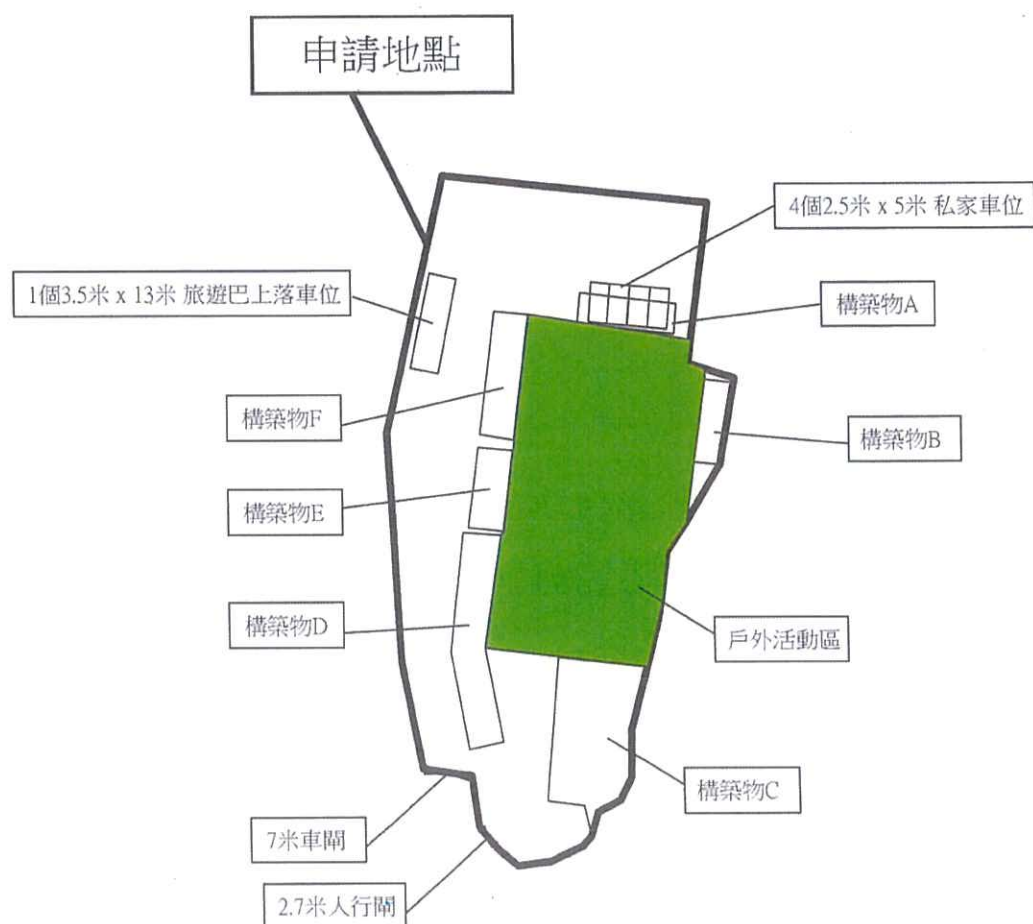 申請地點
4個2.5米 x 5米 私家車位
1個3.5米 x 13米 旅遊巴上落車位
構築物A
構築物F
構築物B
構築物E
構築物D
戶外活動區
構築物C
7米車閘
2.7米人行閘